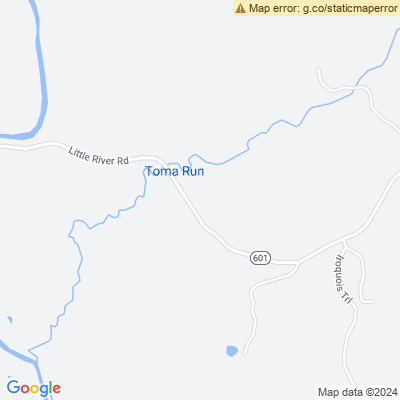 Map error: g.co/staticmaperror
Little River Rd
Toma Run
601
Iroquois Trl
Google
Map data ©2024